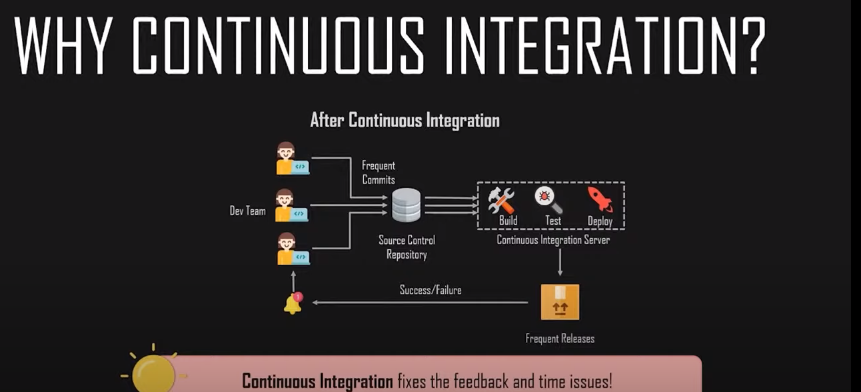 WHY CONTINUOUS INTEGRATION?
After Continuous Integration
Frequent
Commits
Dev Team
Build
Test
Deploy
Source Control
Repository
Continuous Integration Server
Success/Failure
Frequent Releases
Continuous Integration fixes the feedback and time issues!